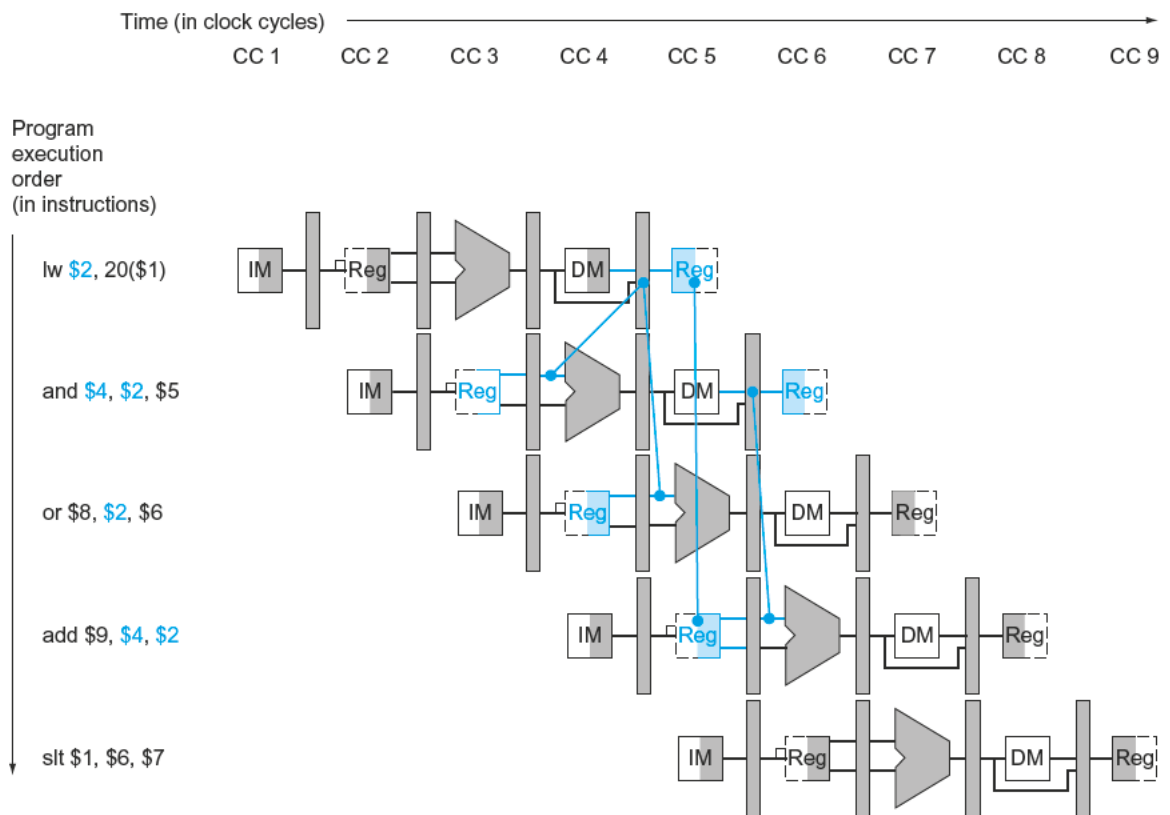 Time (in clock cycles)
CC 1 CC 2 CC 3 CC 4 CC 5 CC 6 CC 7 CC 8 CC 9
Program
execution
order
(in instructions)
lw $2, 20($1) IM Reg DM Reg
and $4, $2, $5 IM Reg DM Reg
or $8, $2, $6 IM Reg DM Reg
add $9, $4, $2 IM Reg DM Reg
slt $1, $6, $7 IM Reg DM Reg